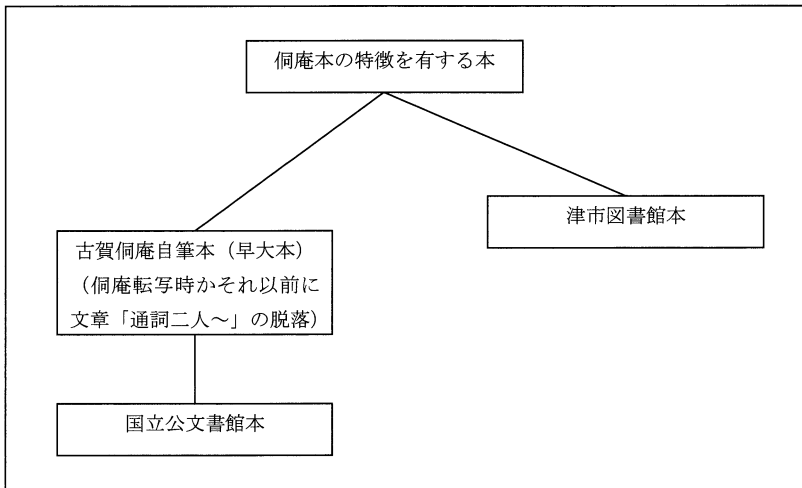 侗庵本の特徴を有する本
津市図書館本
古賀侗庵自筆本（早大本）
（侗庵転写時かそれ以前に
文章「通詞二人～」の脱落）
国立公文書館本